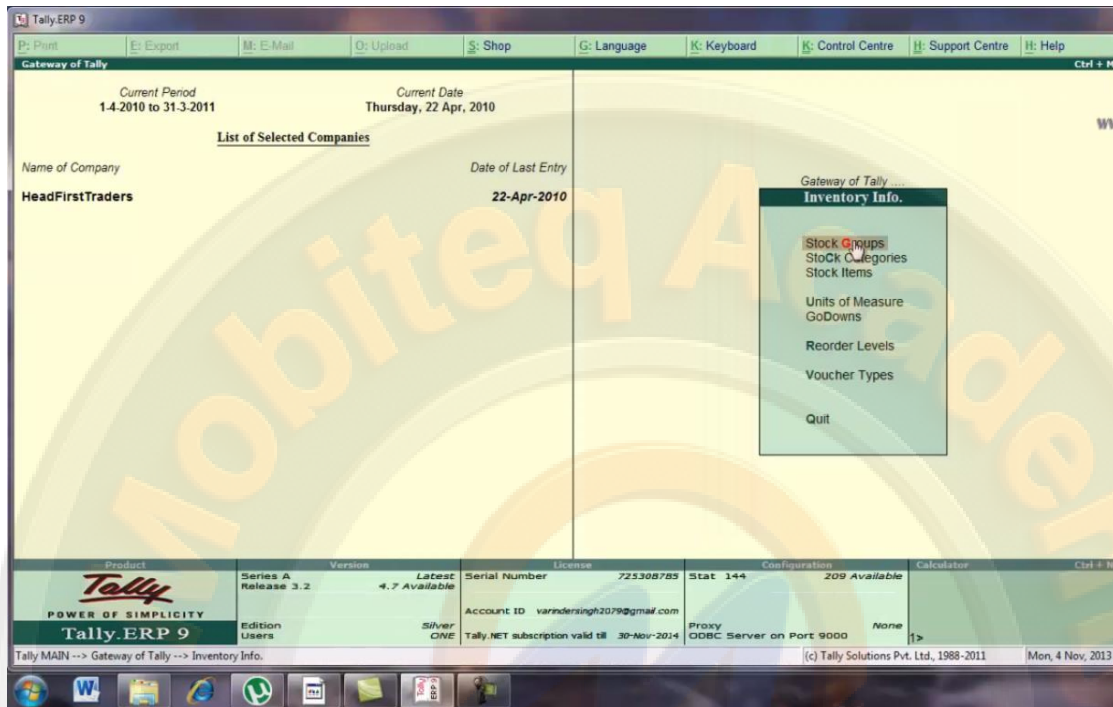 Tally.ERP 9
P: Print E: Export M: E-Mail O: Upload S: Shop G: Language K: Keyboard K: Control Centre H: Support Centre H: Help
Gateway of Tally Ctrl + M
Current Period Current Date
1-4-2010 to 31-3-2011 Thursday, 22 Apr, 2010
List of Selected Companies
Name of Company Date of Last Entry
HeadFirstTraders 22-Apr-2010
Gateway of Tally ....
Inventory Info.
Stock Groups
StoCk Categories
Stock Items
Units of Measure
GoDowns
Reorder Levels
Voucher Types
Quit
Mobiteq Academ
Product Version License Configuration Calculator Ctrl + N
Tally
POWER OF SIMPLICITY
Tally.ERP 9
Series A Latest
Release 3.2 4.7 Available
Edition Silver
Users ONE
Serial Number 725308785
Account ID varindersingh2079@gmail.com
Tally.NET subscription valid till 30-Nov-2014
Stat 144 209 Available
Proxy None
ODBC Server on Port 9000
1>
Tally MAIN --> Gateway of Tally --> Inventory Info. (c) Tally Solutions Pvt. Ltd., 1988-2011 Mon, 4 Nov, 2013